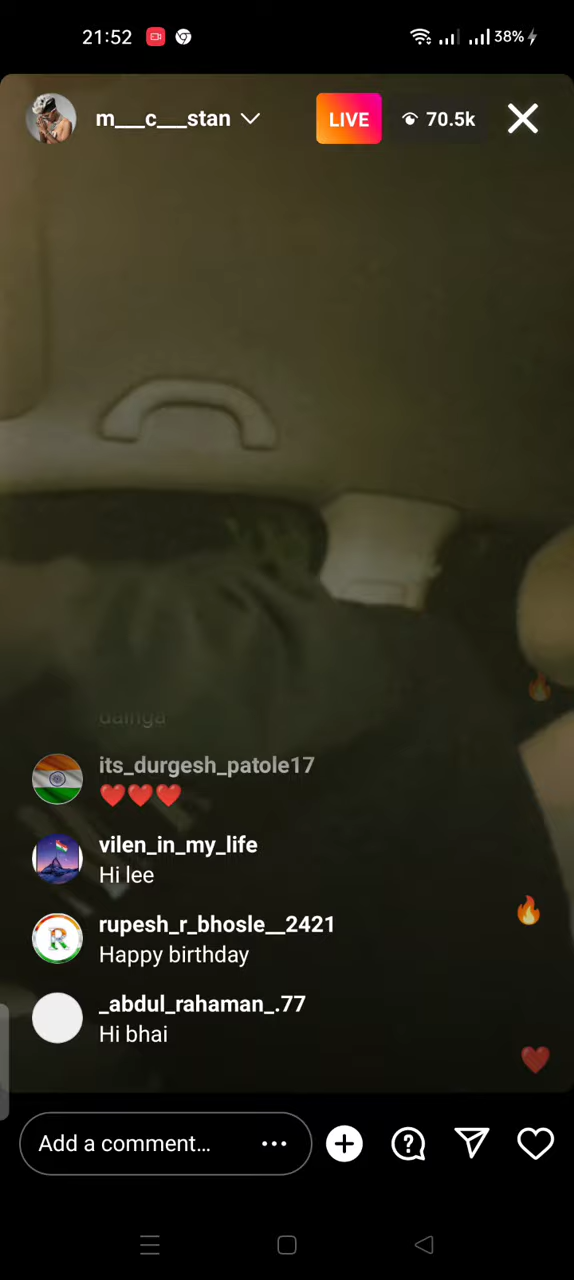 21:52
38%
m___c___stan
LIVE
70.5k
its_durgesh_patole17
❤️❤️❤️
vilen_in_my_life
Hi lee
rupesh_r_bhosle__2421
R
Happy birthday
_abdul_rahaman_.77
Hi bhai
Add a comment...